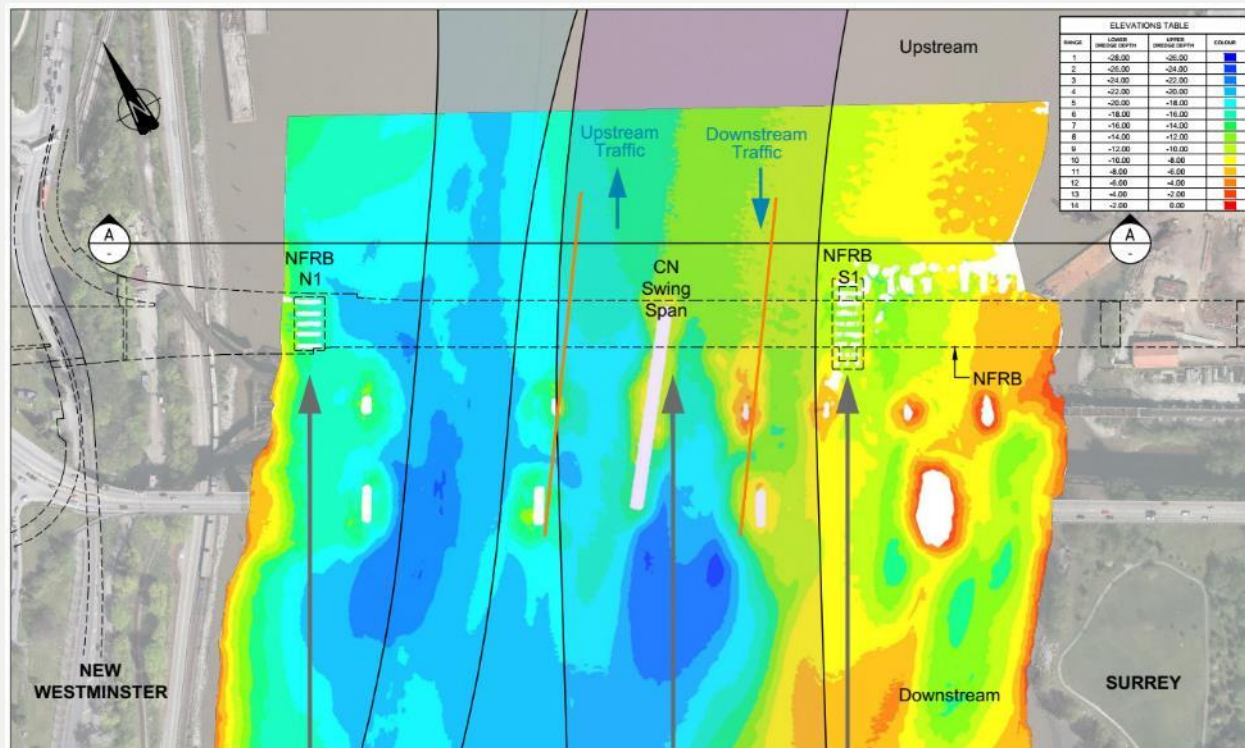 ELEVATIONS TABLE
RANGE LOWER DREDGE DEPTH UPPER DREDGE DEPTH COLOUR
1 -28.00 -26.00
2 -26.00 -24.00
3 -24.00 -22.00
4 -22.00 -20.00
5 -20.00 -18.00
6 -18.00 -16.00
7 -16.00 -14.00
8 -14.00 -12.00
9 -12.00 -10.00
10 -10.00 -8.00
11 -8.00 -6.00
12 -6.00 -4.00
13 -4.00 -2.00
14 -2.00 0.00
Upstream
Upstream
Traffic
Downstream
Traffic
A
-
A
-
NFRB
N1
CN
Swing
Span
NFRB
S1
NFRB
NEW
WESTMINSTER
Downstream
SURREY